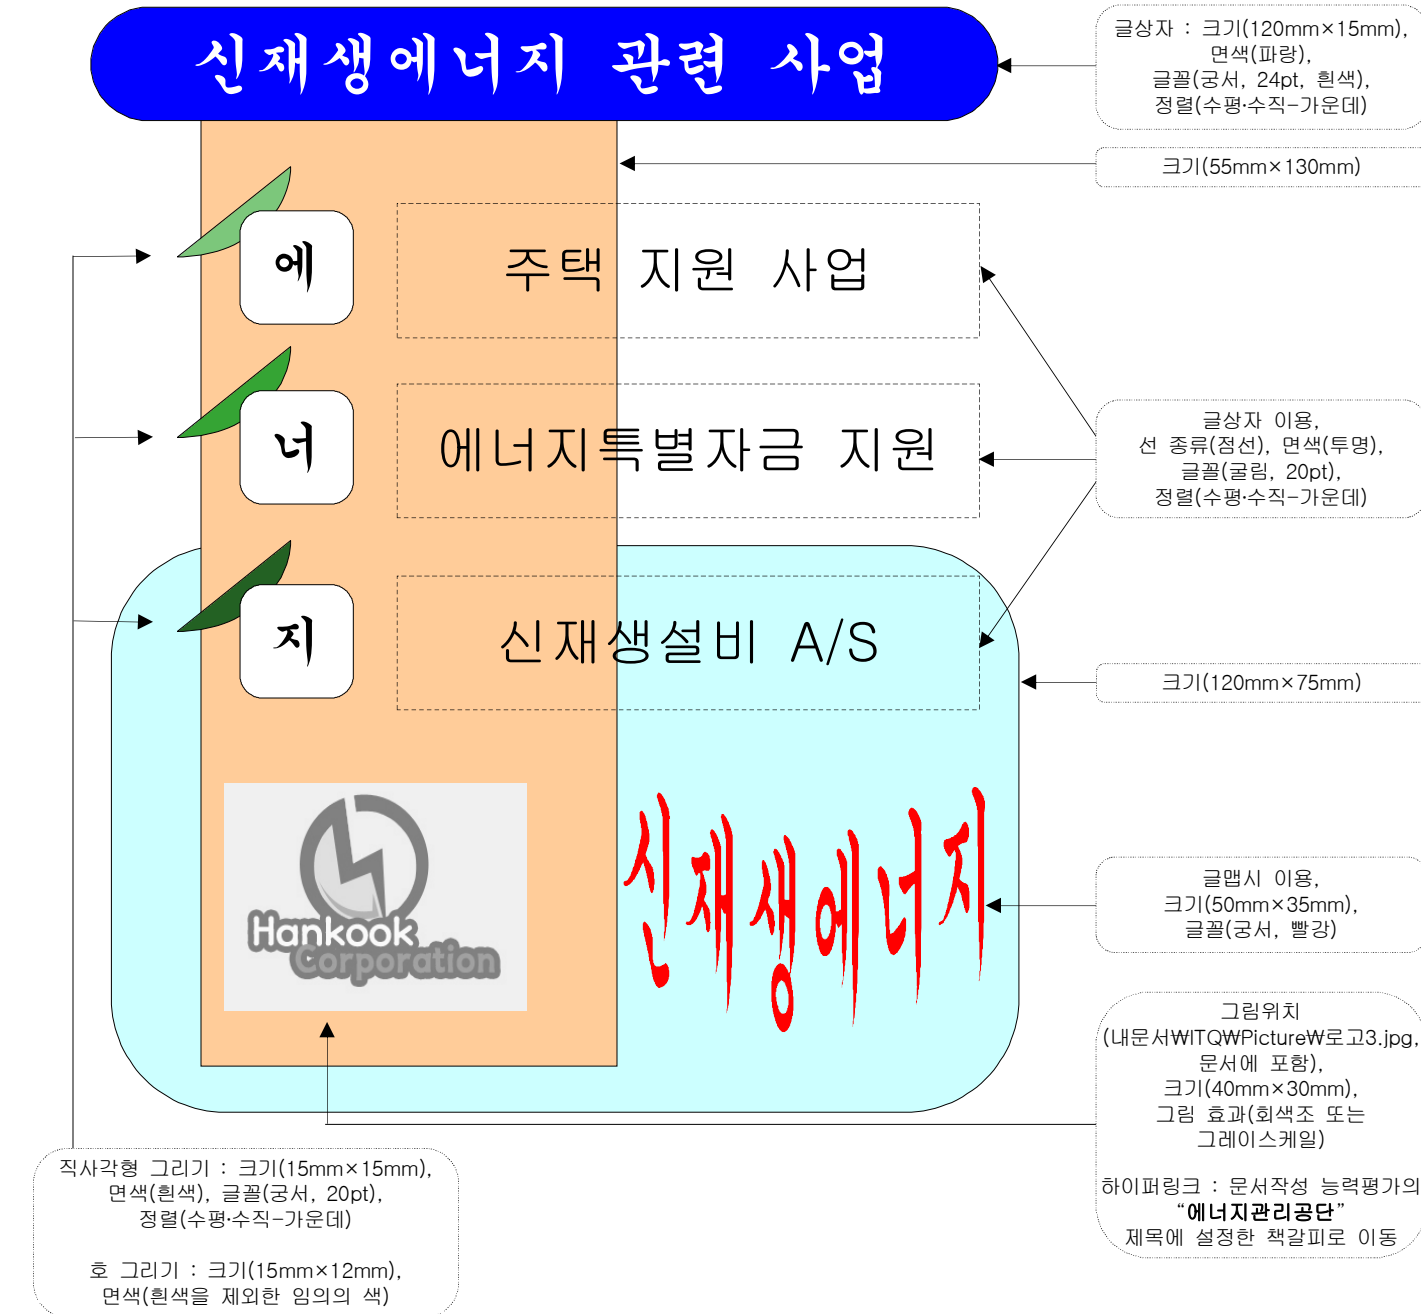 신재생에너지 관련 사업
글상자 : 크기(120mm×15mm),
면색(파랑),
글꼴(궁서, 24pt, 흰색),
정렬(수평·수직-가운데)
크기(55mm×130mm)
에
주택 지원 사업
너
에너지특별자금 지원
글상자 이용,
선 종류(점선), 면색(투명),
글꼴(굴림, 20pt),
정렬(수평·수직-가운데)
지
신재생설비 A/S
크기(120mm×75mm)
Hankook
Corporation
신재생에너지
글맵시 이용,
크기(50mm×35mm),
글꼴(궁서, 빨강)
그림위치
(내문서₩ITQ₩Picture₩로고3.jpg,
문서에 포함),
크기(40mm×30mm),
그림 효과(회색조 또는
그레이스케일)
하이퍼링크 : 문서작성 능력평가의
“에너지관리공단”
제목에 설정한 책갈피로 이동
직사각형 그리기 : 크기(15mm×15mm),
면색(흰색), 글꼴(궁서, 20pt),
정렬(수평·수직-가운데)
호 그리기 : 크기(15mm×12mm),
면색(흰색을 제외한 임의의 색)